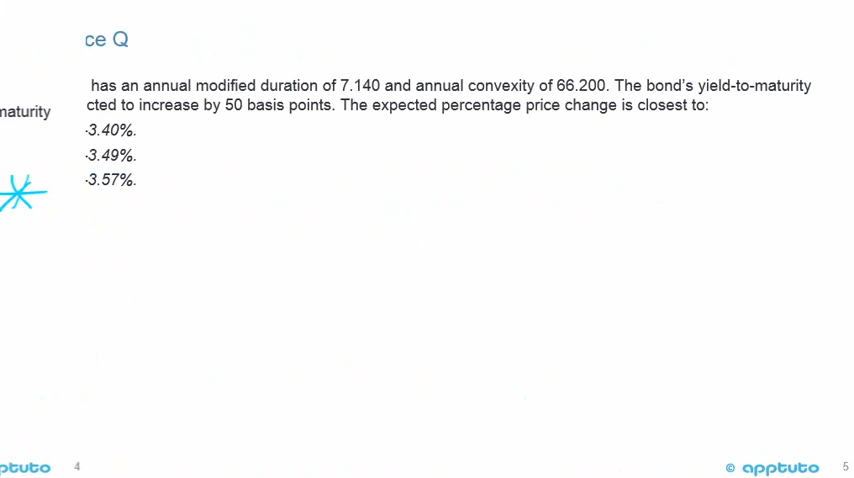 ce Q
has an annual modified duration of 7.140 and annual convexity of 66.200. The bond's yield-to-maturity
maturity
cted to increase by 50 basis points. The expected percentage price change is closest to:
-3.40%.
-3.49%.
-3.57%.
pptuto 4
© apptuto 5